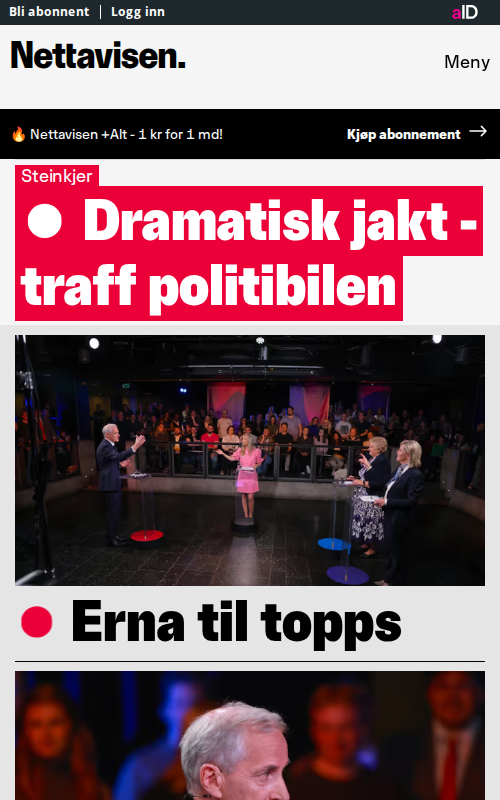 Bli abonnent | Logg inn
aID
Nettavisen.
Meny
🔥 Nettavisen +Alt - 1 kr for 1 md!
Kjøp abonnement →
Steinkjer
● Dramatisk jakt -
traff politibilen
● Erna til topps